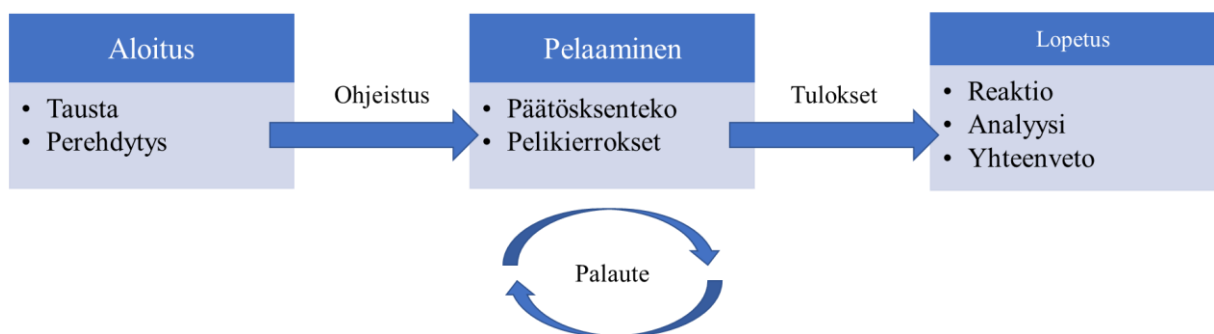 Aloitus
• Tausta
• Perehdytys
Ohjeistus
Pelaaminen
• Päätösksenteko
• Pelikierrokset
Tulokset
Lopetus
• Reaktio
• Analyysi
• Yhteenveto
Palaute